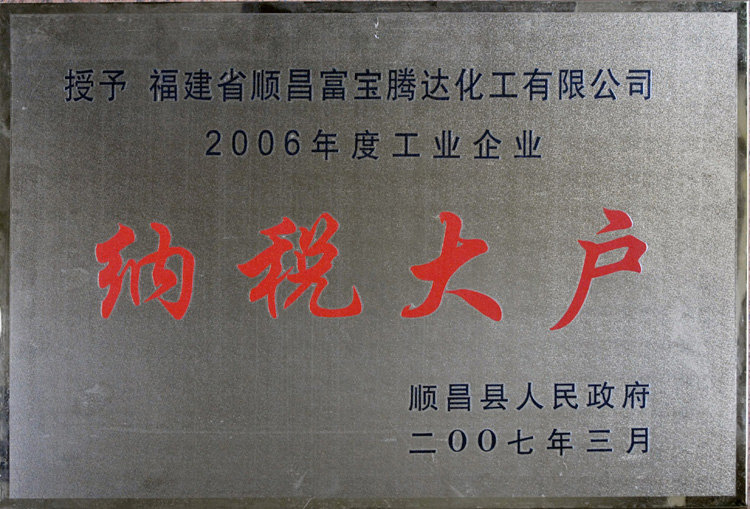 授予 福建省顺昌富宝腾达化工有限公司
2006年度工业企业
纳税大户
顺昌县人民政府
二OO七年三月